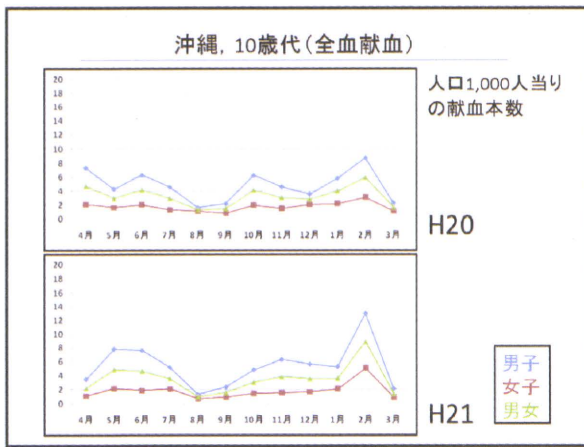 沖縄, 10歳代(全血献血)
人口1,000人当り
の献血本数
20
18
16
14
12
10
8
6
4
2
0
4月 5月 6月 7月 8月 9月 10月 11月 12月 1月 2月 3月
H20
20
18
16
14
12
10
8
6
4
2
0
4月 5月 6月 7月 8月 9月 10月 11月 12月 1月 2月 3月
H21
男子
女子
男女